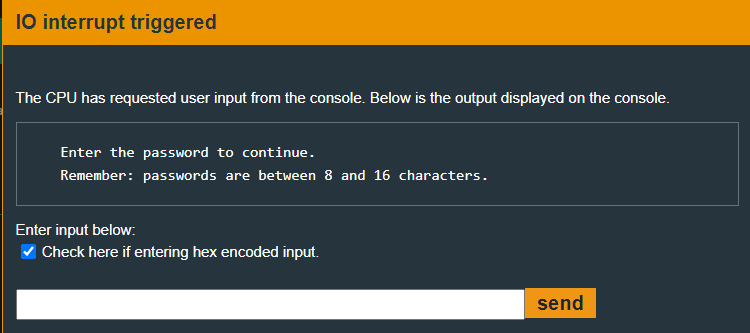 IO interrupt triggered
The CPU has requested user input from the console. Below is the output displayed on the console.
Enter the password to continue.
Remember: passwords are between 8 and 16 characters.
Enter input below:
Check here if entering hex encoded input.
send